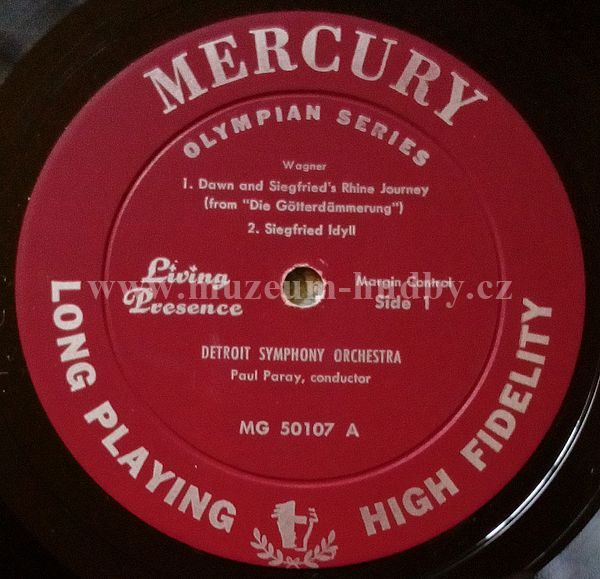 MERCURY
OLYMPIAN SERIES
Wagner
1. Dawn and Siegfried's Rhine Journey
(from "Die Götterdämmerung")
2. Siegfried Idyll
Living
Presence
Margin Control
Side 1
www.muzeum-hudby.cz
DETROIT SYMPHONY ORCHESTRA
Paul Paray, conductor
MG 50107 A
LONG PLAYING
HIGH FIDELITY